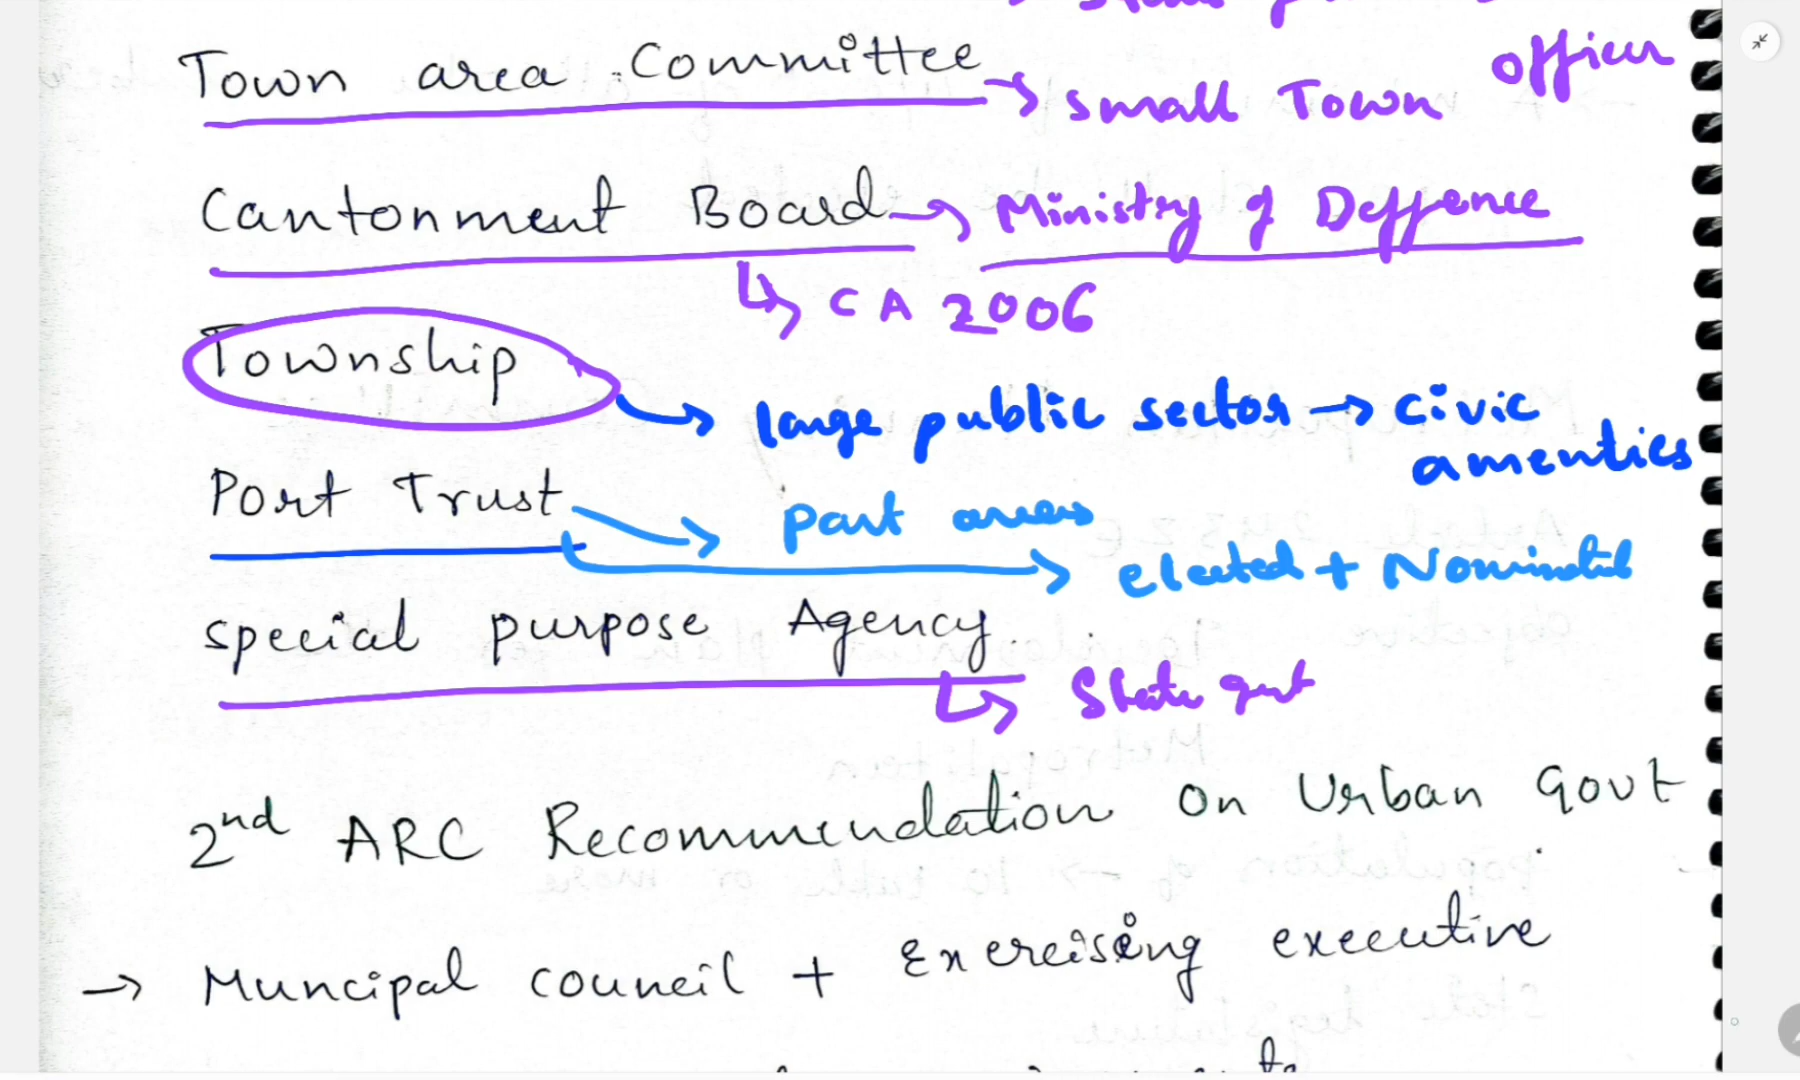 officer
Town area Committee → small Town
Cantonment Board → Ministry of Deffence
↳ CA 2006
Township
→ large public sector → civic
amenties
Port Trust → Port areas
→ elected + Nominated
special purpose Agency
↳ State govt
2nd ARC Recommendation on Urban Govt
→ Muncipal council + Exercising executive